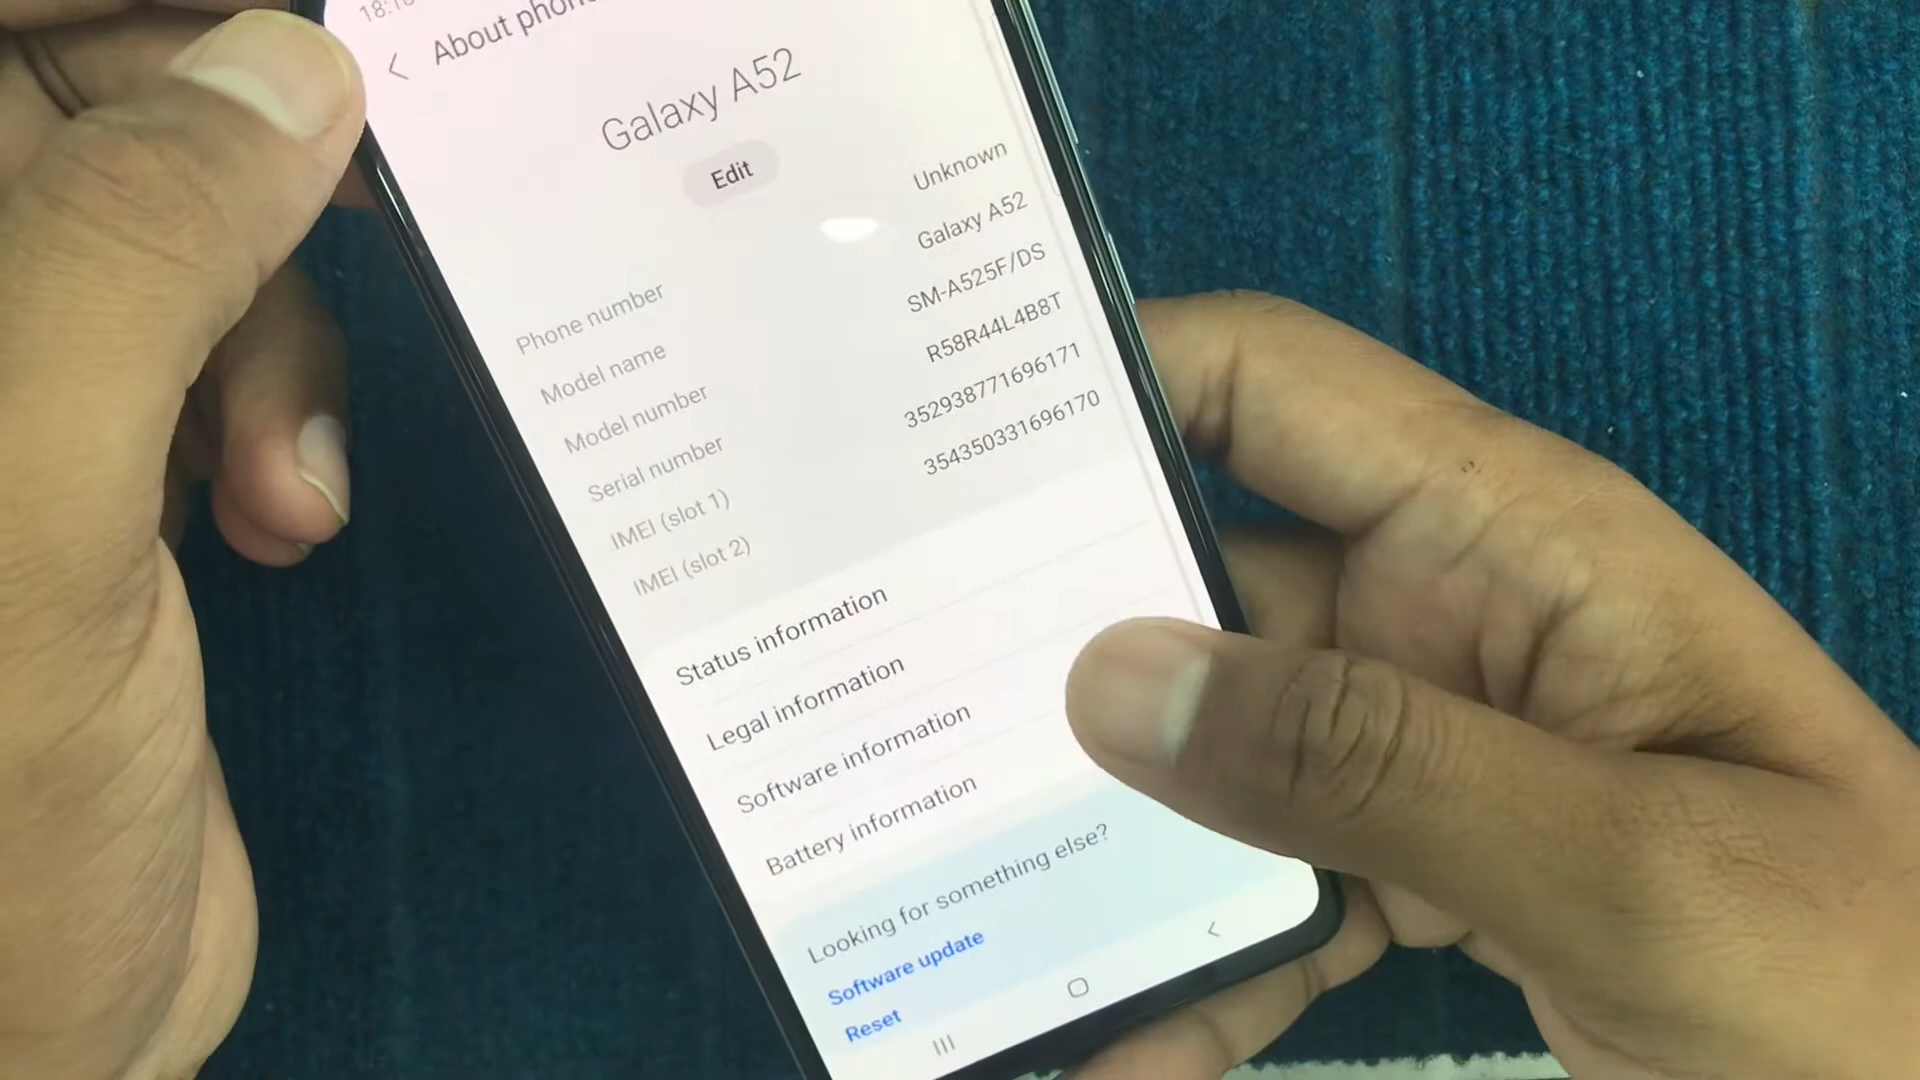 About phone
Galaxy A52
Edit
Phone number Unknown
Model name Galaxy A52
Model number SM-A525F/DS
Serial number R58R44L4B8T
IMEI (slot 1) 352938771696171
IMEI (slot 2) 354350331696170
Status information
Legal information
Software information
Battery information
Looking for something else?
Software update
Reset